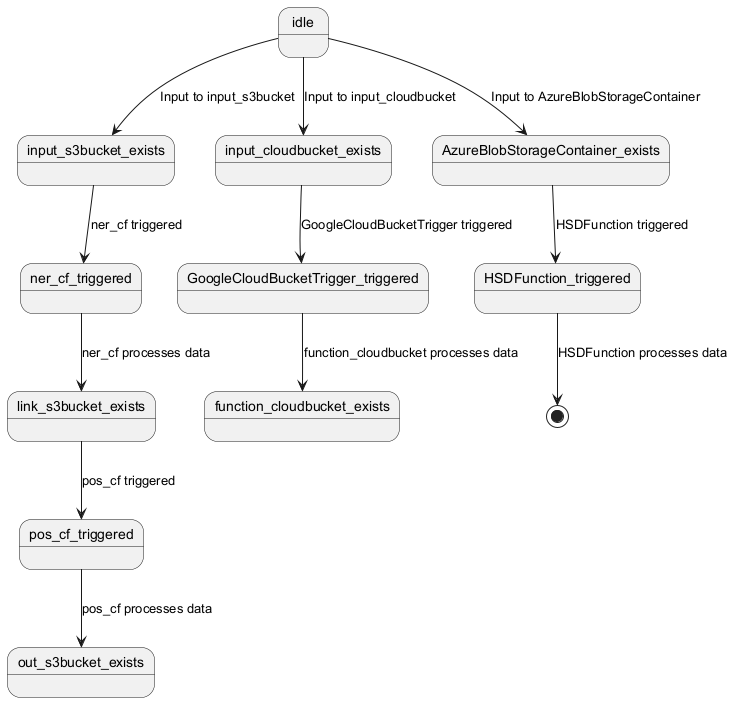 idle
Input to input_s3bucket
Input to input_cloudbucket
Input to AzureBlobStorageContainer
input_s3bucket_exists
input_cloudbucket_exists
AzureBlobStorageContainer_exists
ner_cf triggered
GoogleCloudBucketTrigger triggered
HSDFunction triggered
ner_cf_triggered
GoogleCloudBucketTrigger_triggered
HSDFunction_triggered
ner_cf processes data
function_cloudbucket processes data
HSDFunction processes data
link_s3bucket_exists
function_cloudbucket_exists
pos_cf triggered
pos_cf_triggered
pos_cf processes data
out_s3bucket_exists